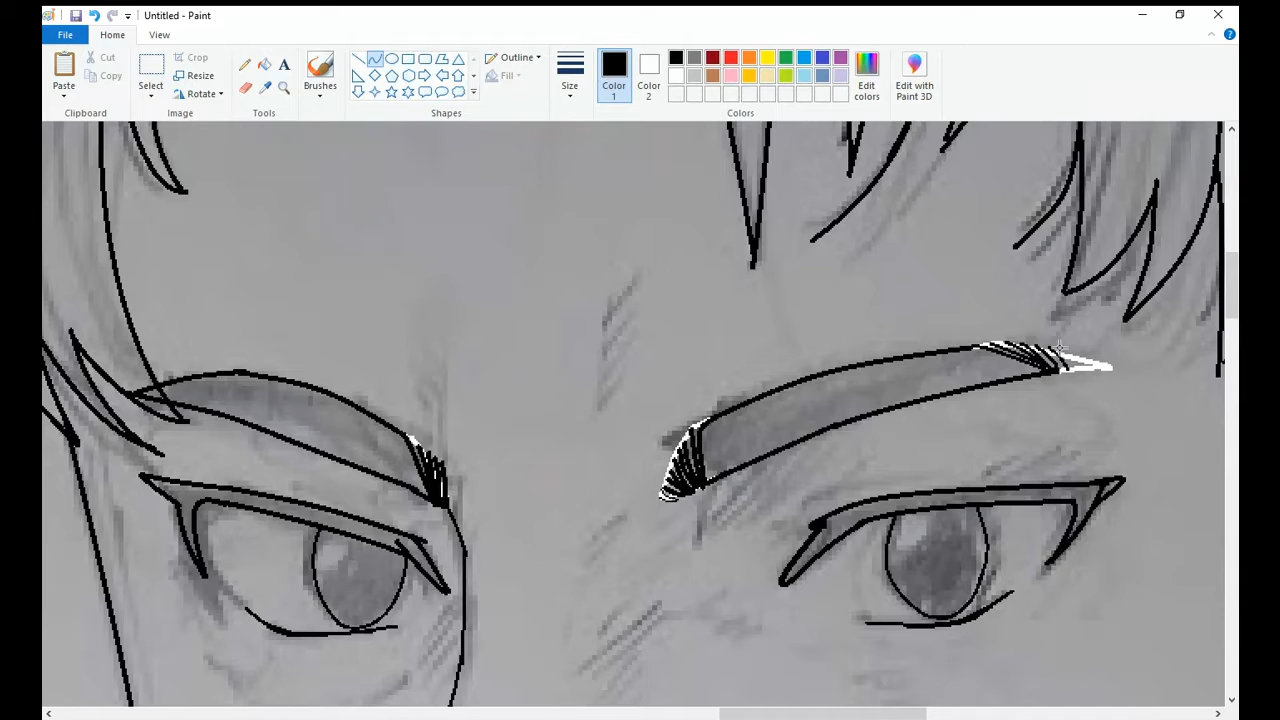 Untitled - Paint
File Home View
Paste Cut Copy Clipboard
Select Crop Resize Rotate Image
A Tools
Brushes
Outline Fill Shapes
Size
Color 1 Color 2 Edit colors Colors
Edit with Paint 3D